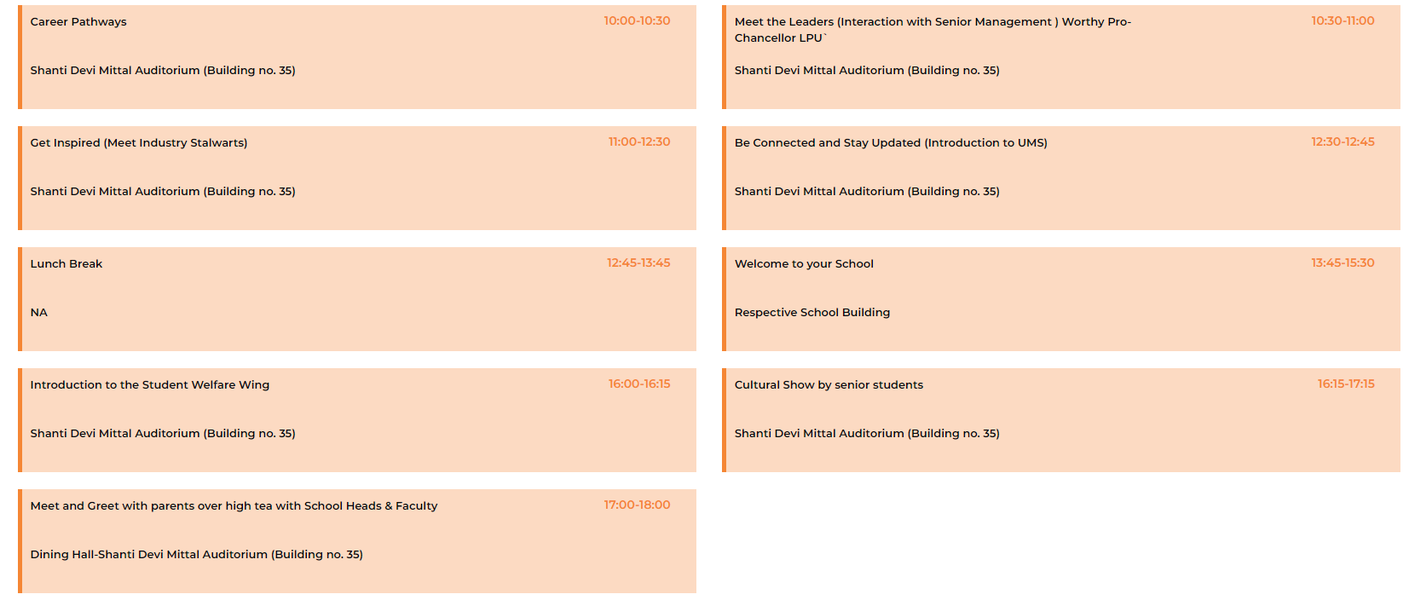 Career Pathways
10:00-10:30
Shanti Devi Mittal Auditorium (Building no. 35)
Meet the Leaders (Interaction with Senior Management ) Worthy Pro-
Chancellor LPU`
10:30-11:00
Shanti Devi Mittal Auditorium (Building no. 35)
Get Inspired (Meet Industry Stalwarts)
11:00-12:30
Shanti Devi Mittal Auditorium (Building no. 35)
Be Connected and Stay Updated (Introduction to UMS)
12:30-12:45
Shanti Devi Mittal Auditorium (Building no. 35)
Lunch Break
12:45-13:45
NA
Welcome to your School
13:45-15:30
Respective School Building
Introduction to the Student Welfare Wing
16:00-16:15
Shanti Devi Mittal Auditorium (Building no. 35)
Cultural Show by senior students
16:15-17:15
Shanti Devi Mittal Auditorium (Building no. 35)
Meet and Greet with parents over high tea with School Heads & Faculty
17:00-18:00
Dining Hall-Shanti Devi Mittal Auditorium (Building no. 35)